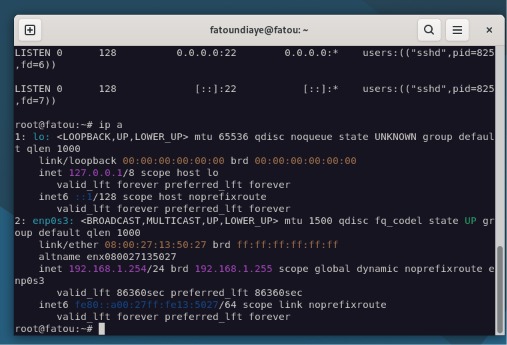 fatoundiaye@fatou: ~
LISTEN 0      128          0.0.0.0:22        0.0.0.0:*    users:(("sshd",pid=825
,fd=6))
LISTEN 0      128             [::]:22           [::]:*    users:(("sshd",pid=825
,fd=7))
root@fatou:~# ip a
1: lo: <LOOPBACK,UP,LOWER_UP> mtu 65536 qdisc noqueue state UNKNOWN group defaul
t qlen 1000
    link/loopback 00:00:00:00:00:00 brd 00:00:00:00:00:00
    inet 127.0.0.1/8 scope host lo
       valid_lft forever preferred_lft forever
    inet6 ::1/128 scope host noprefixroute
       valid_lft forever preferred_lft forever
2: enp0s3: <BROADCAST,MULTICAST,UP,LOWER_UP> mtu 1500 qdisc fq_codel state UP gr
oup default qlen 1000
    link/ether 08:00:27:13:50:27 brd ff:ff:ff:ff:ff:ff
    altname enx080027135027
    inet 192.168.1.254/24 brd 192.168.1.255 scope global dynamic noprefixroute e
np0s3
       valid_lft 86360sec preferred_lft 86360sec
    inet6 fe80::a00:27ff:fe13:5027/64 scope link noprefixroute
       valid_lft forever preferred_lft forever
root@fatou:~#